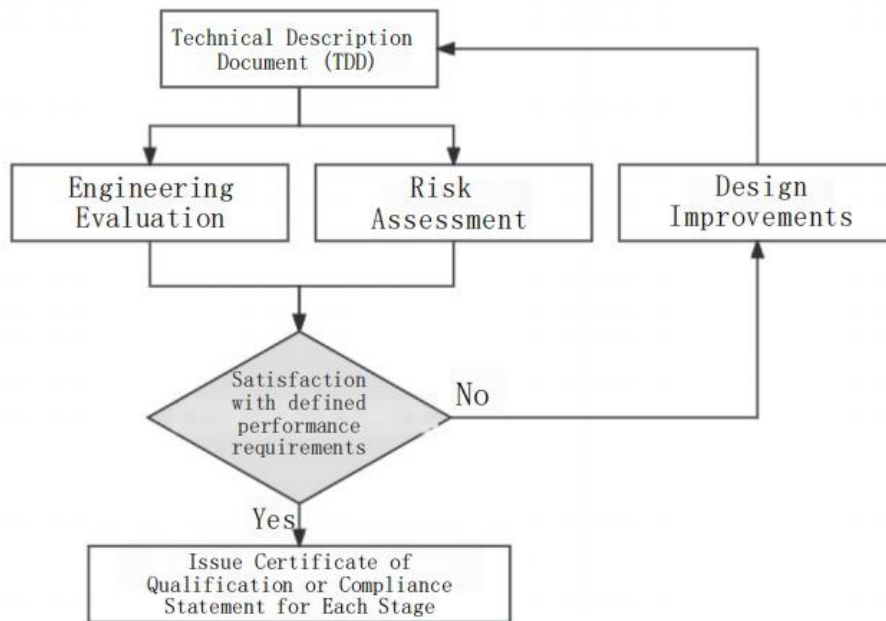 Technical Description
Document (TDD)
Engineering
Evaluation
Risk
Assessment
Design
Improvements
Satisfaction
with defined
performance
requirements
No
Yes
Issue Certificate of
Qualification or Compliance
Statement for Each Stage